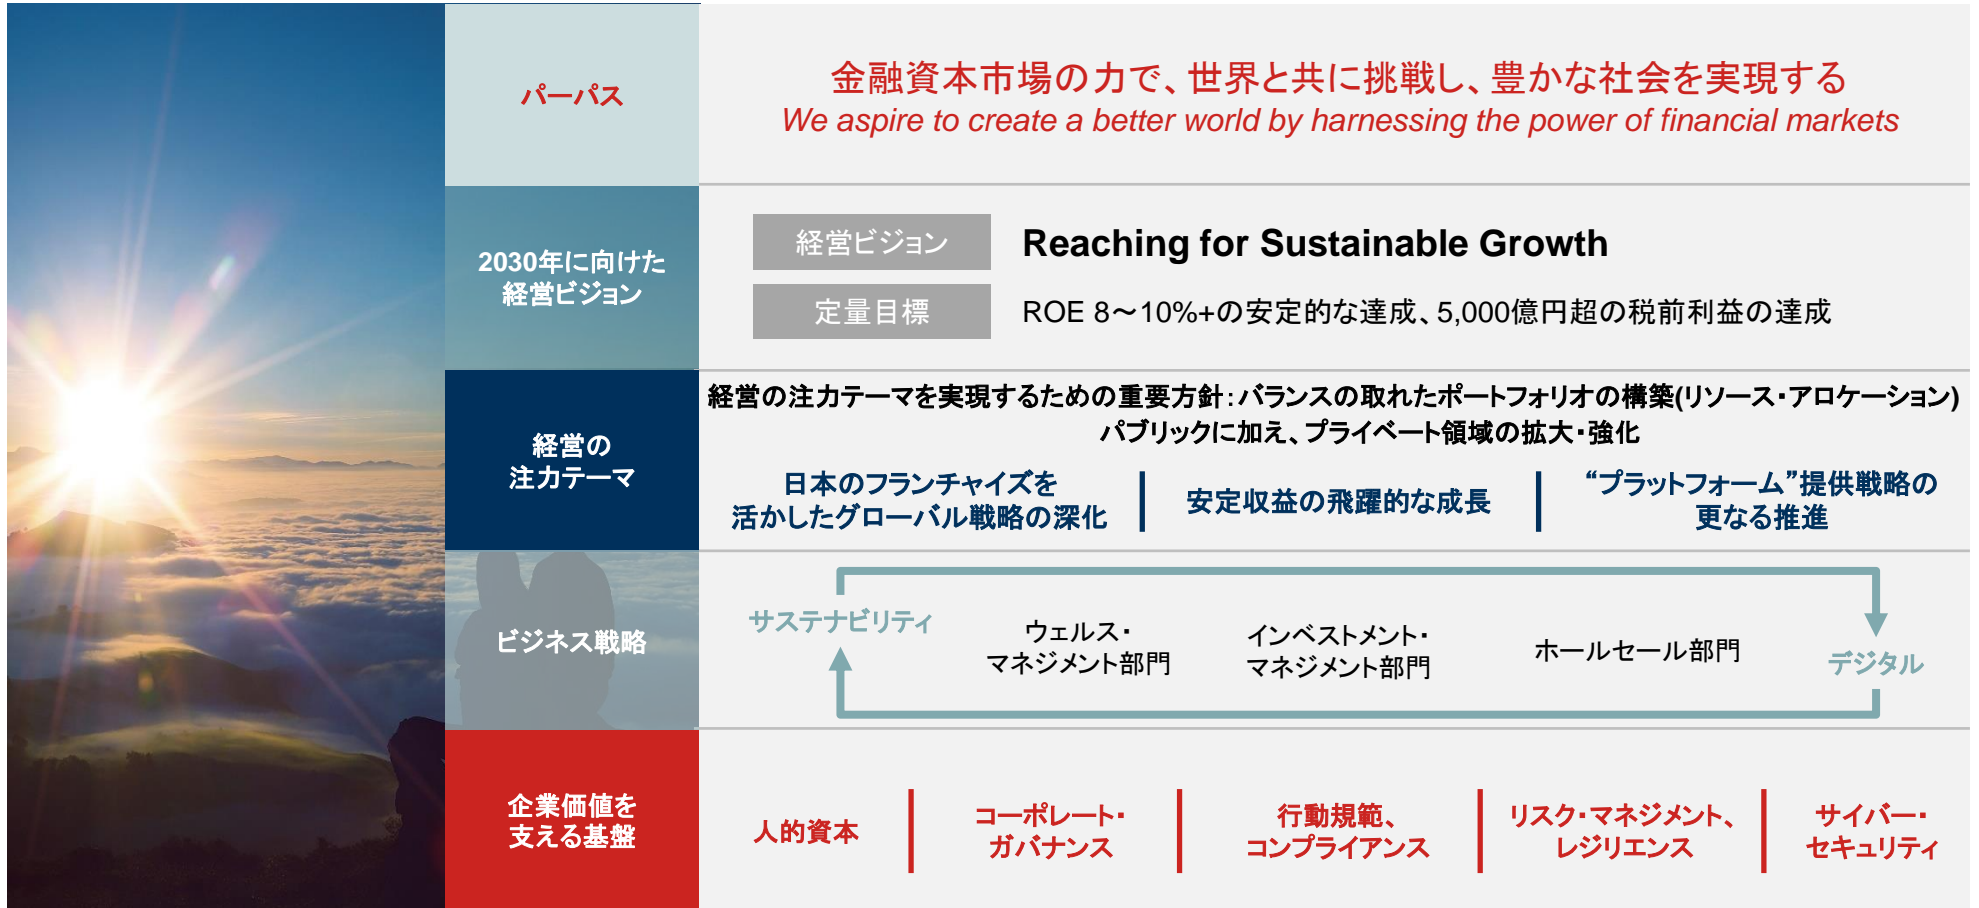 パーパス
金融資本市場の力で、世界と共に挑戦し、豊かな社会を実現する
We aspire to create a better world by harnessing the power of financial markets
2030年に向けた
経営ビジョン
経営ビジョン
Reaching for Sustainable Growth
定量目標
ROE 8～10%+の安定的な達成、5,000億円超の税前利益の達成
経営の
注力テーマ
経営の注力テーマを実現するための重要方針：バランスの取れたポートフォリオの構築(リソース・アロケーション)
パブリックに加え、プライベート領域の拡大・強化
日本のフランチャイズを
活かしたグローバル戦略の深化
安定収益の飛躍的な成長
“プラットフォーム”提供戦略の
更なる推進
ビジネス戦略
サステナビリティ
ウェルス・
マネジメント部門
インベストメント・
マネジメント部門
ホールセール部門
デジタル
企業価値を
支える基盤
人的資本
コーポレート・
ガバナンス
行動規範、
コンプライアンス
リスク・マネジメント、
レジリエンス
サイバー・
セキュリティ